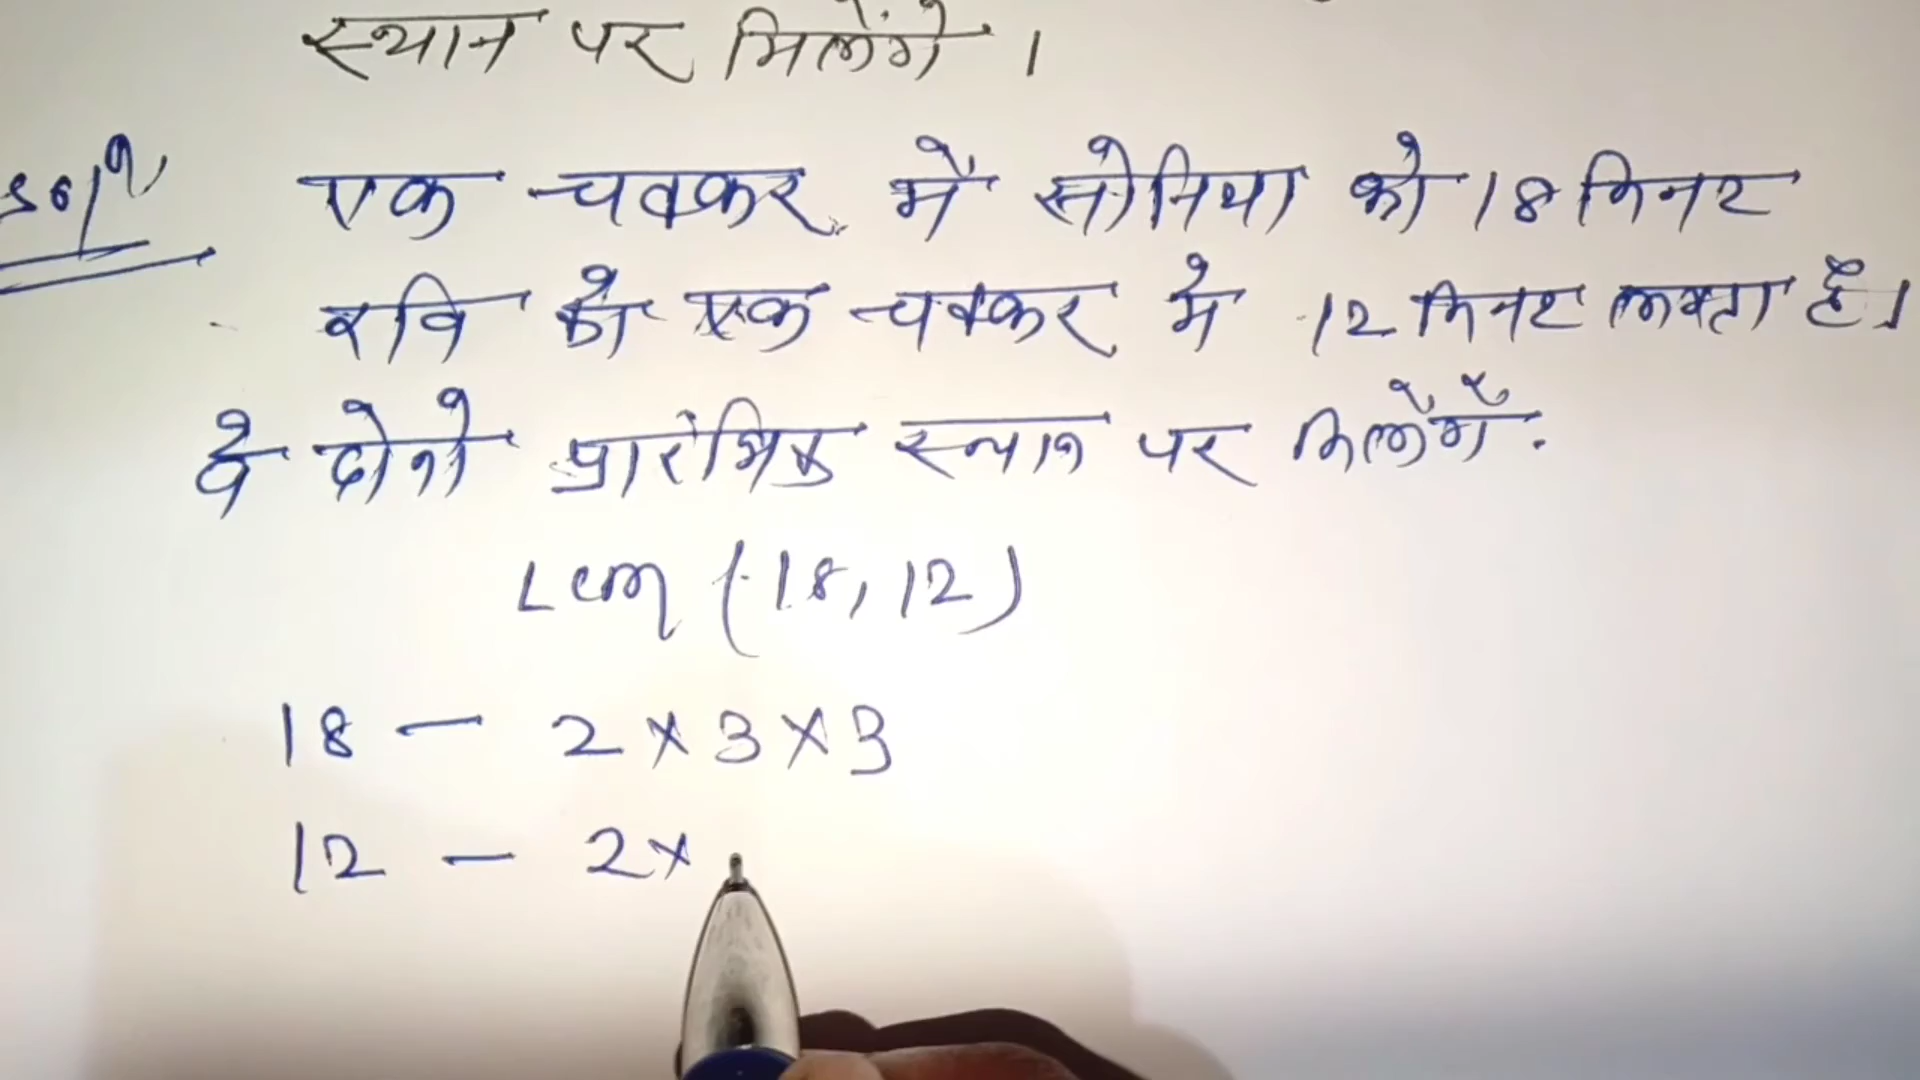 स्थान पर मिलेंगे ।
Sol^n एक चक्कर में सोनिया को 18 मिनट
रवि को एक चक्कर मे 12 मिनट लगता है।
वे दोनो प्रारंभिक स्थान पर मिलेंगें.
Lcm (18, 12)
18 — 2 × 3 × 3
12 — 2 ×